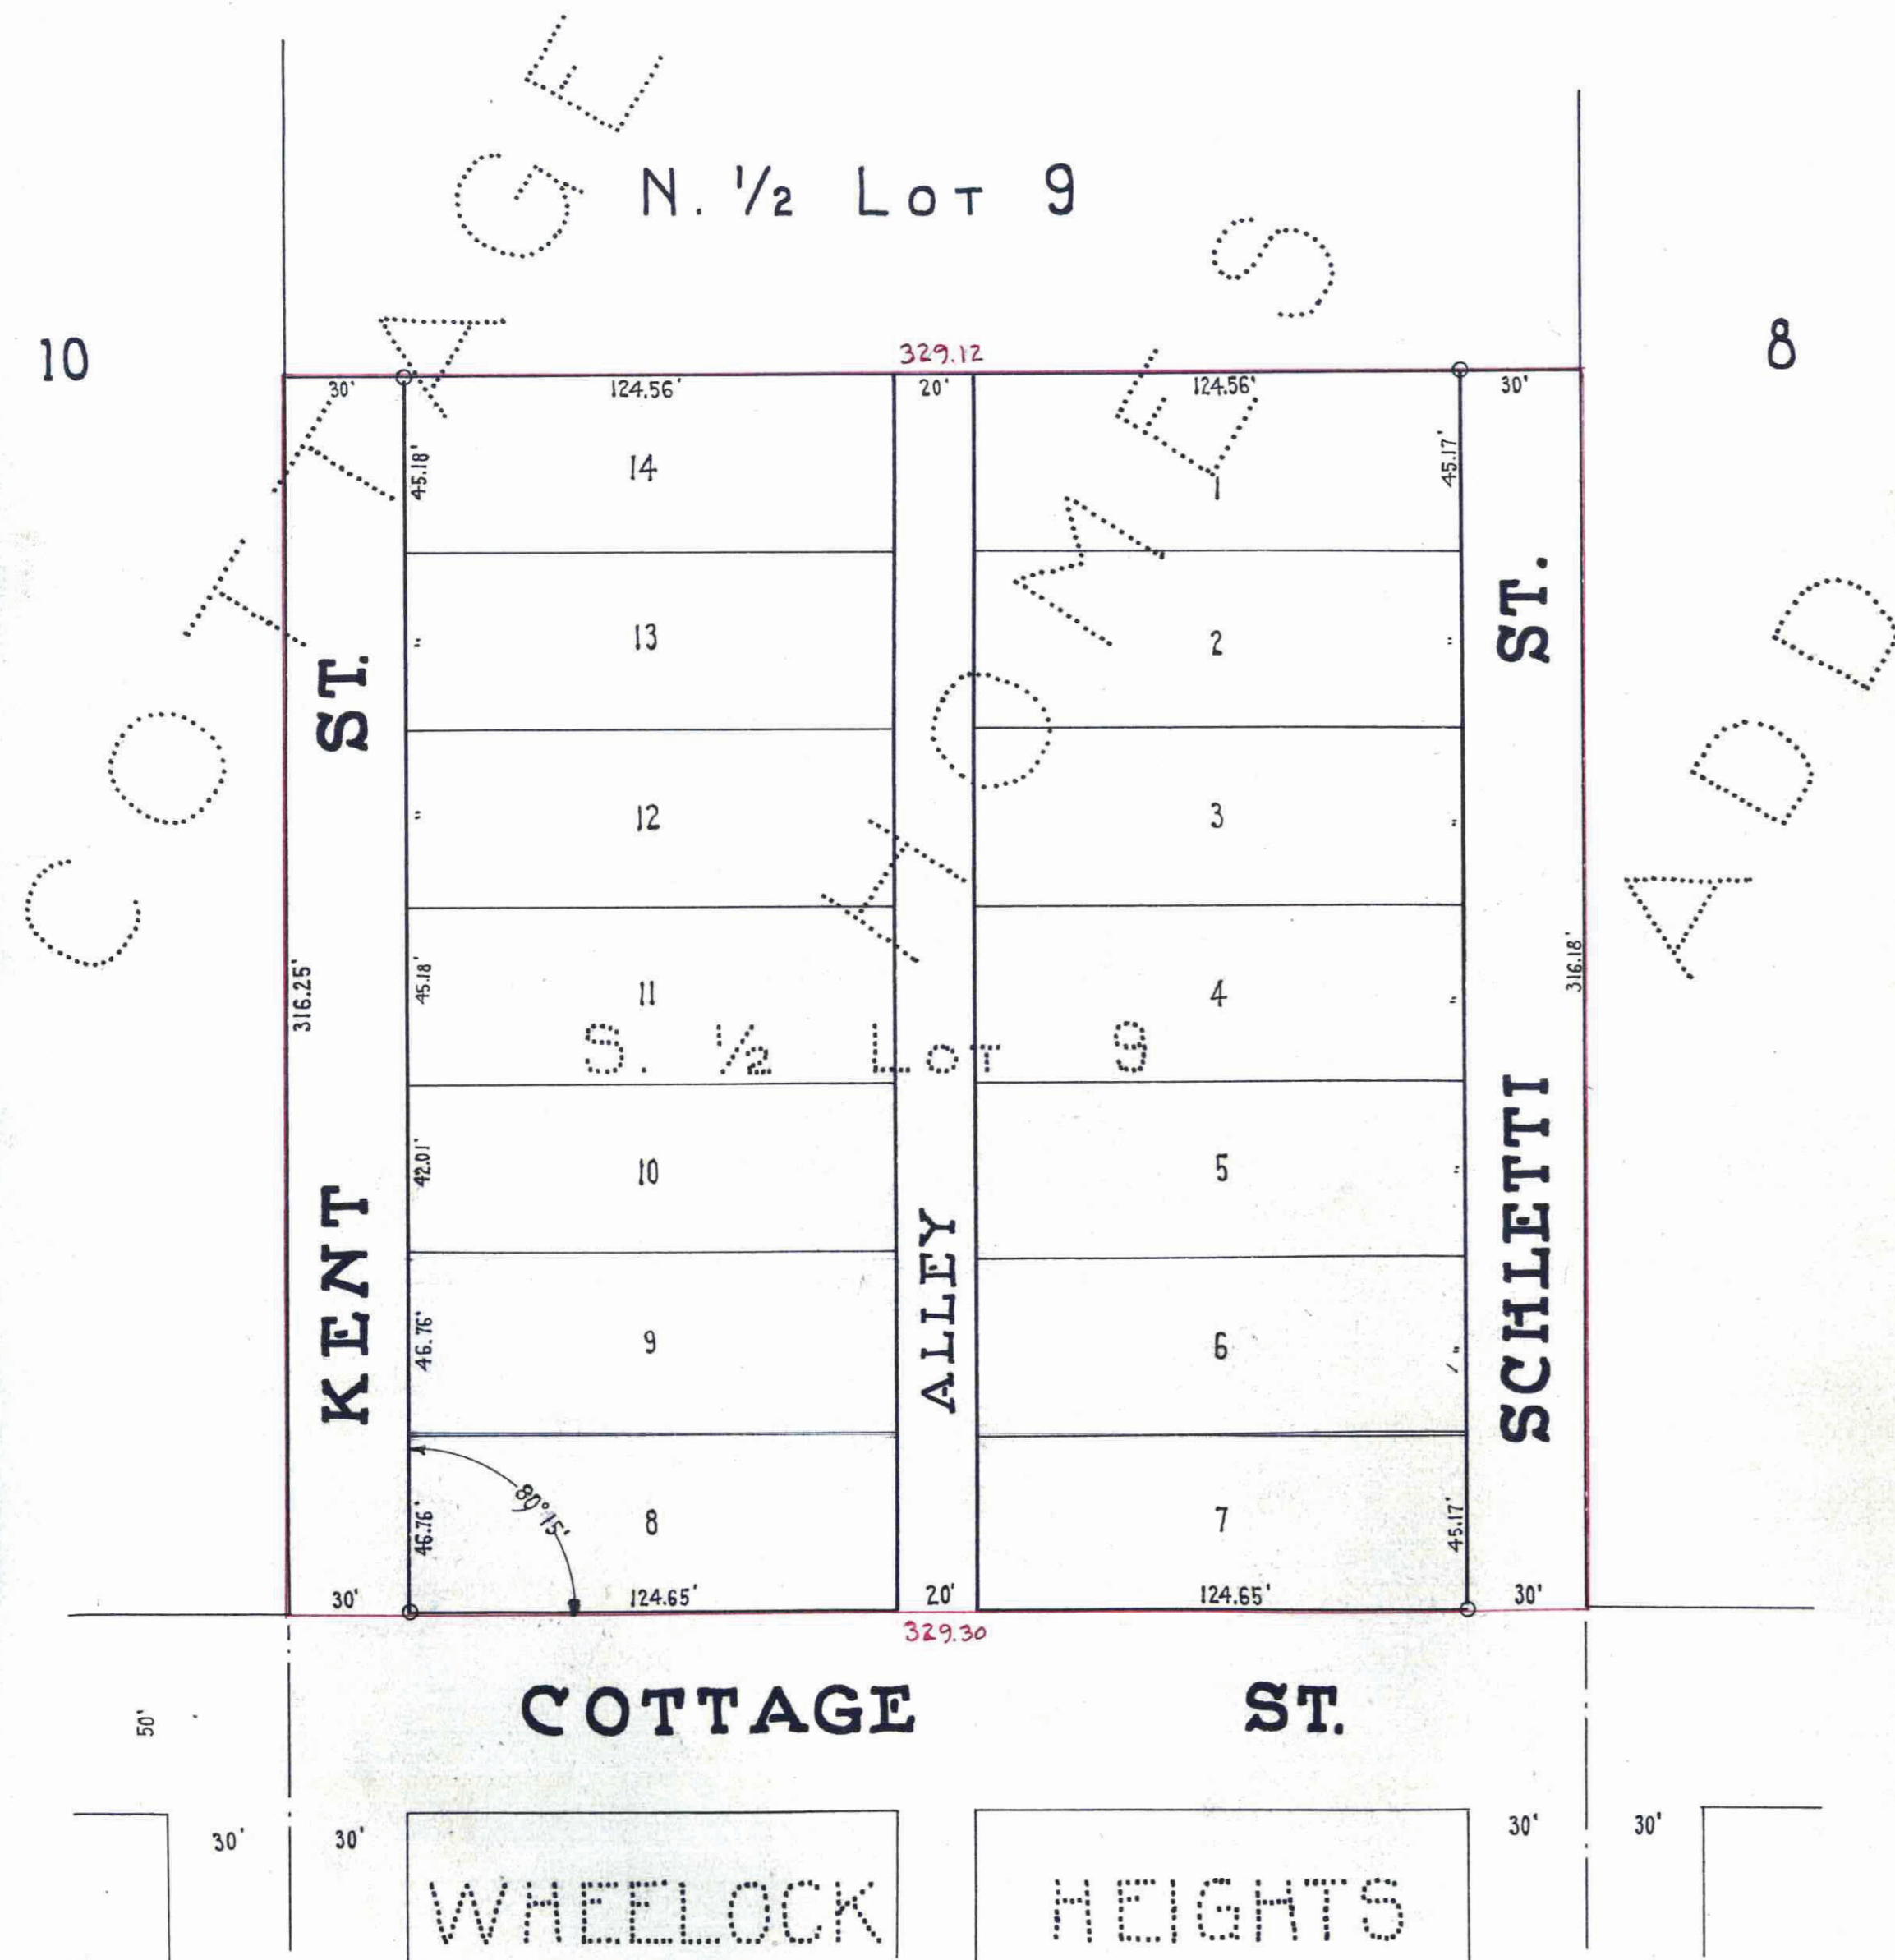 N. 1/2 LOT 9
COTTAGE HOMES ADD
10
8
329.12
30' 124.56' 20' 124.56' 30'
45.18' 14 1 45.17'
" 13 2 "
" 12 3 "
45.18' 11 4 "
S. 1/2 LOT 9
42.01' 10 5 "
46.76' 9 6 "
46.76' 8 7 45.17'
80°15'
316.25'
316.18'
KENT ST.
ALLEY
SCHLETTI ST.
30' 124.65' 20' 124.65' 30'
329.30
COTTAGE ST.
50'
30' 30' 30' 30'
WHEELOCK HEIGHTS